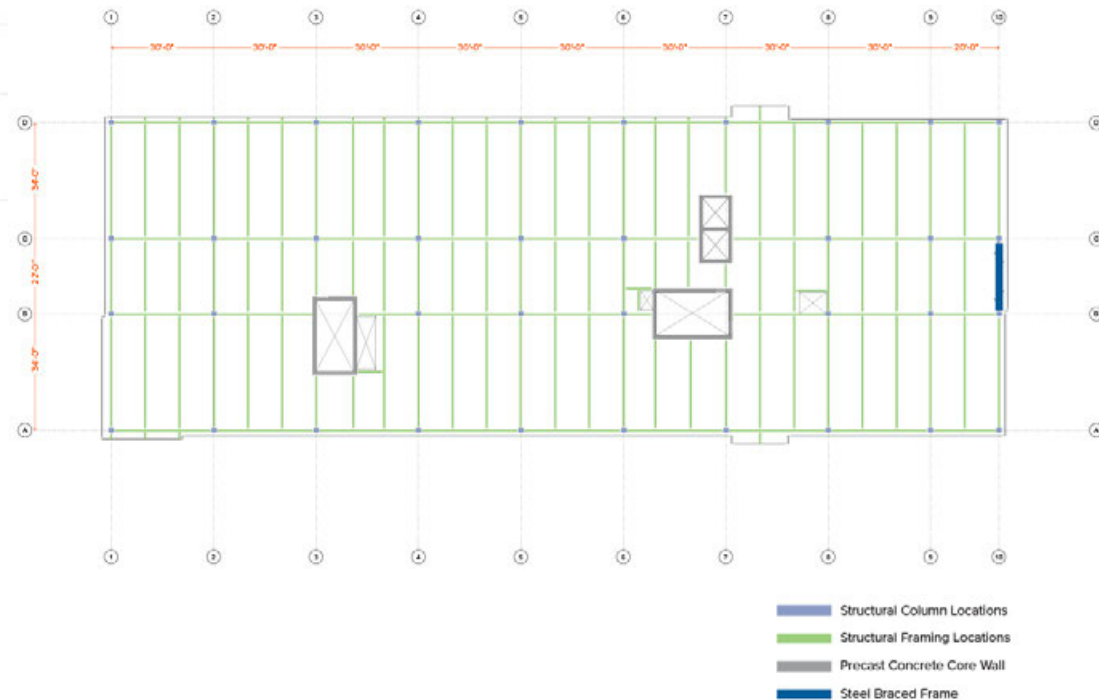 1 2 3 4 5 6 7 8 9 10
30'-0" 30'-0" 30'-0" 30'-0" 30'-0" 30'-0" 30'-0" 30'-0" 20'-0"
D D
34'-0"
C C
22'-0"
B B
34'-0"
A A
1 2 3 4 5 6 7 8 9 10
Structural Column Locations
Structural Framing Locations
Precast Concrete Core Wall
Steel Braced Frame